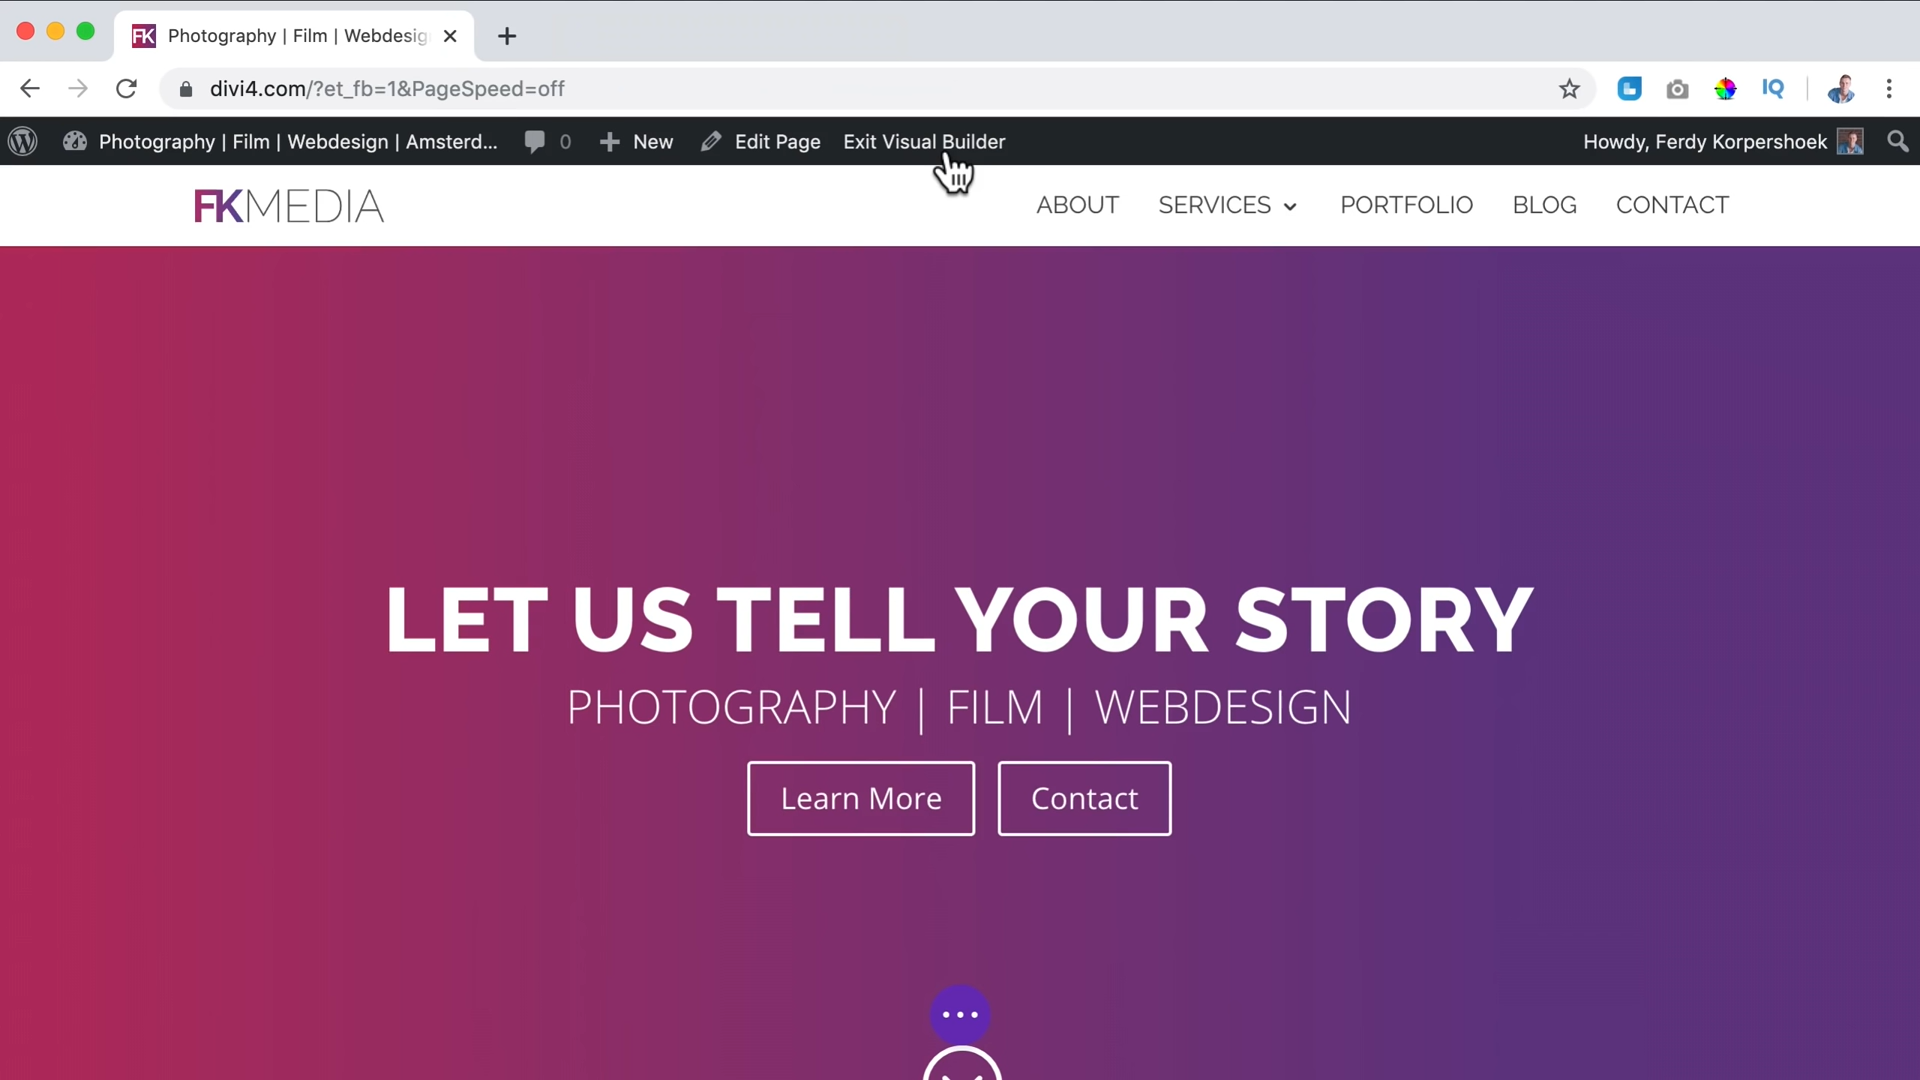 FK Photography | Film | Webdesig
divi4.com/?et_fb=1&PageSpeed=off
IQ
Photography | Film | Webdesign | Amsterd... 0 New Edit Page Exit Visual Builder Howdy, Ferdy Korpershoek
FKMEDIA ABOUT SERVICES PORTFOLIO BLOG CONTACT
LET US TELL YOUR STORY
PHOTOGRAPHY | FILM | WEBDESIGN
Learn More Contact